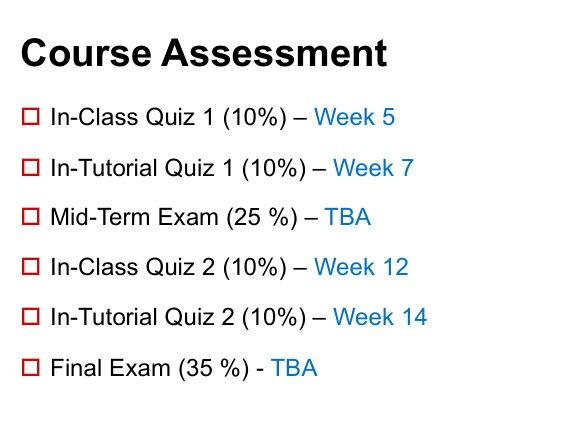 Course Assessment
In-Class Quiz 1 (10%) – Week 5
In-Tutorial Quiz 1 (10%) – Week 7
Mid-Term Exam (25 %) – TBA
In-Class Quiz 2 (10%) – Week 12
In-Tutorial Quiz 2 (10%) – Week 14
Final Exam (35 %) - TBA